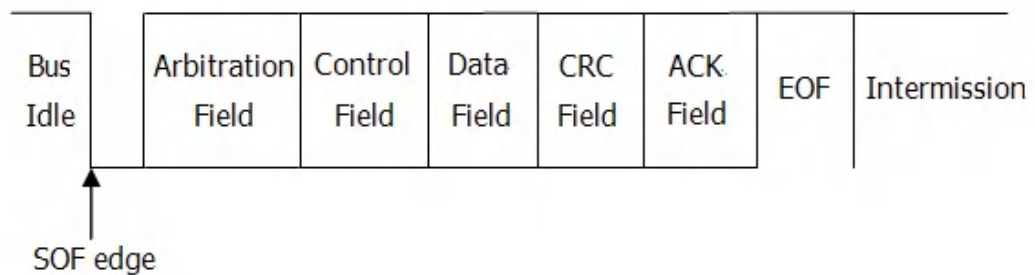 Bus
Idle
Arbitration
Field
Control
Field
Data
Field
CRC
Field
ACK
Field
EOF
Intermission
SOF edge